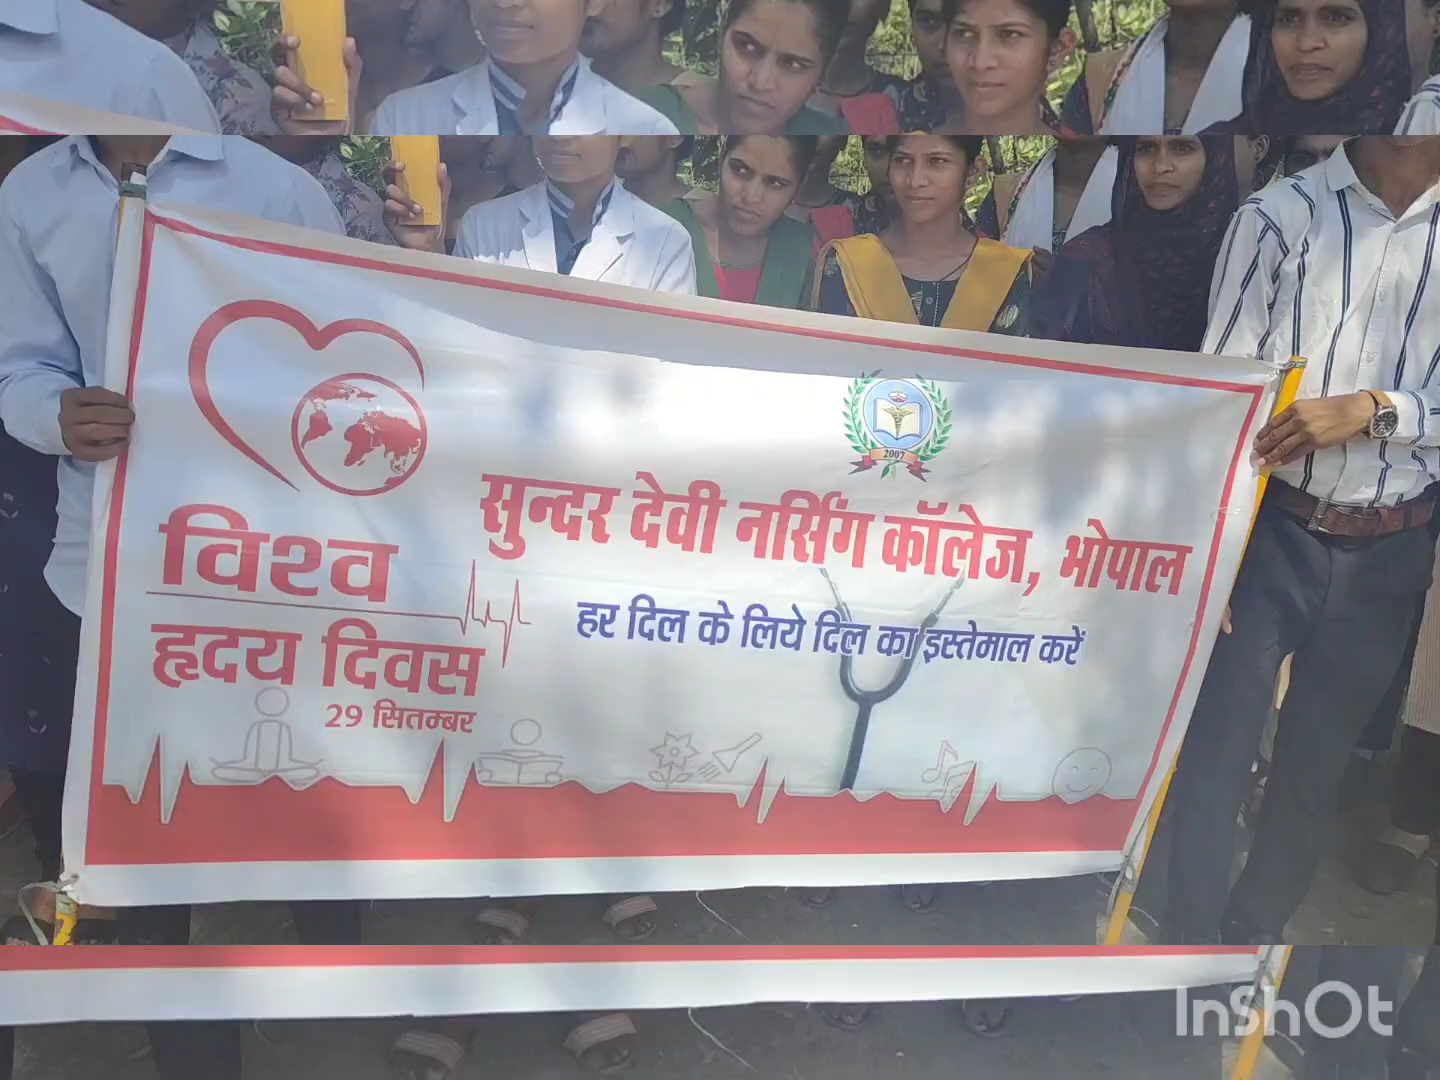 2007
सुन्दर देवी नर्सिंग कॉलेज, भोपाल
विश्व
हृदय दिवस
29 सितम्बर
हर दिल के लिये दिल का इस्तेमाल करें
InShOt